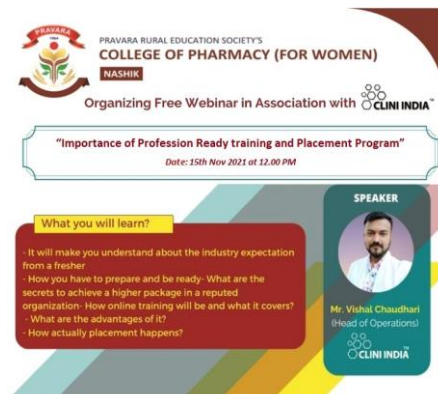 PRAVARA
PRAVARA RURAL EDUCATION SOCIETY'S
COLLEGE OF PHARMACY (FOR WOMEN)
NASHIK
Organizing Free Webinar in Association with CLINI INDIA™
“Importance of Profession Ready training and Placement Program”
Date: 15th Nov 2021 at 12.00 PM
What you will learn?
- It will make you understand about the industry expectation
from a fresher
- How you have to prepare and be ready- What are the
secrets to achieve a higher package in a reputed
organization- How online training will be and what it covers?
- What are the advantages of it?
- How actually placement happens?
SPEAKER
Mr. Vishal Chaudhari
(Head of Operations)
CLINI INDIA™